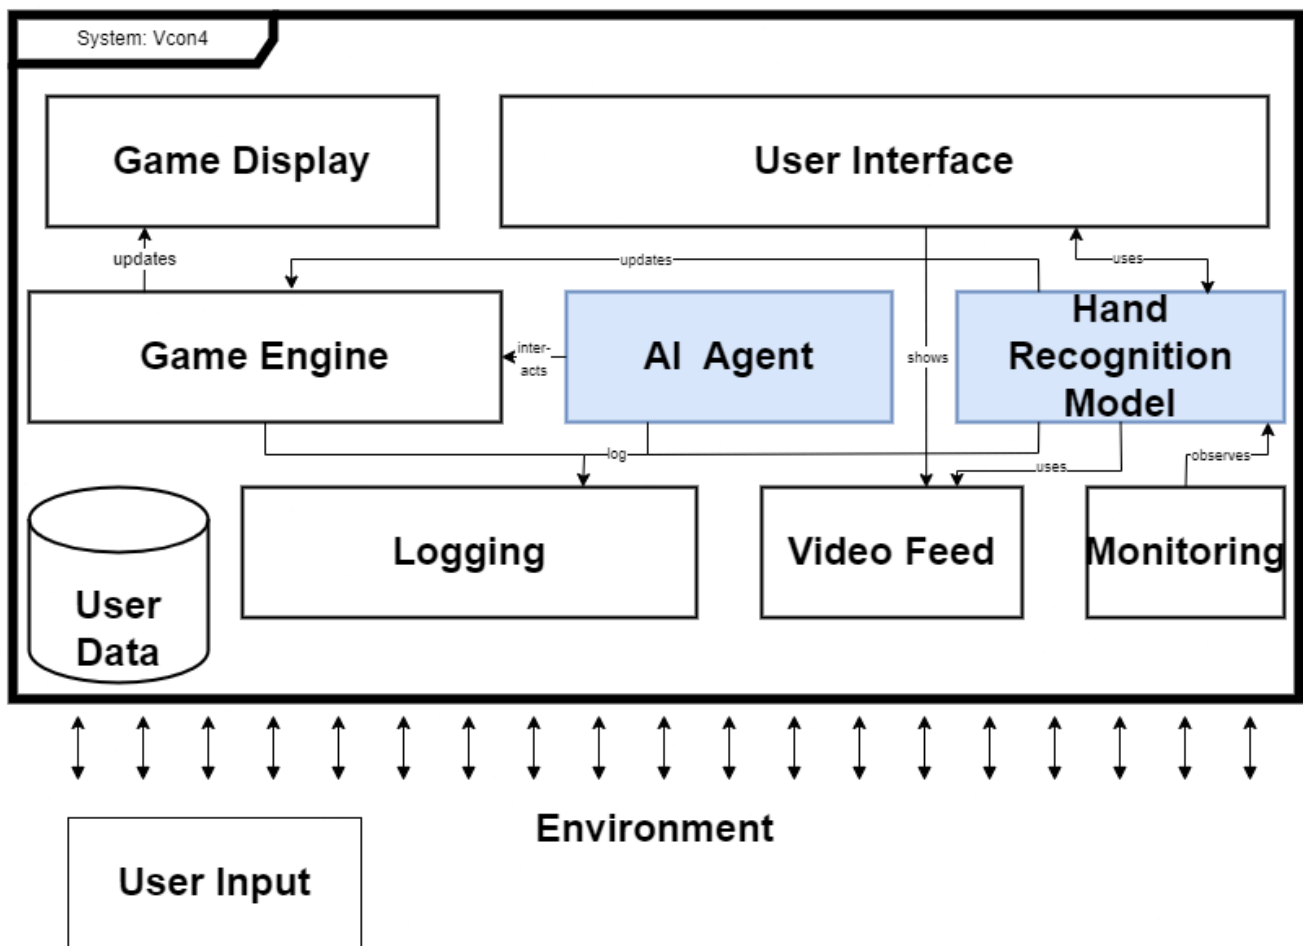 System: Vcon4
Game Display
User Interface
updates
updates
uses
Game Engine
inter-
acts
AI Agent
shows
Hand
Recognition
Model
log
uses
observes
User
Data
Logging
Video Feed
Monitoring
Environment
User Input